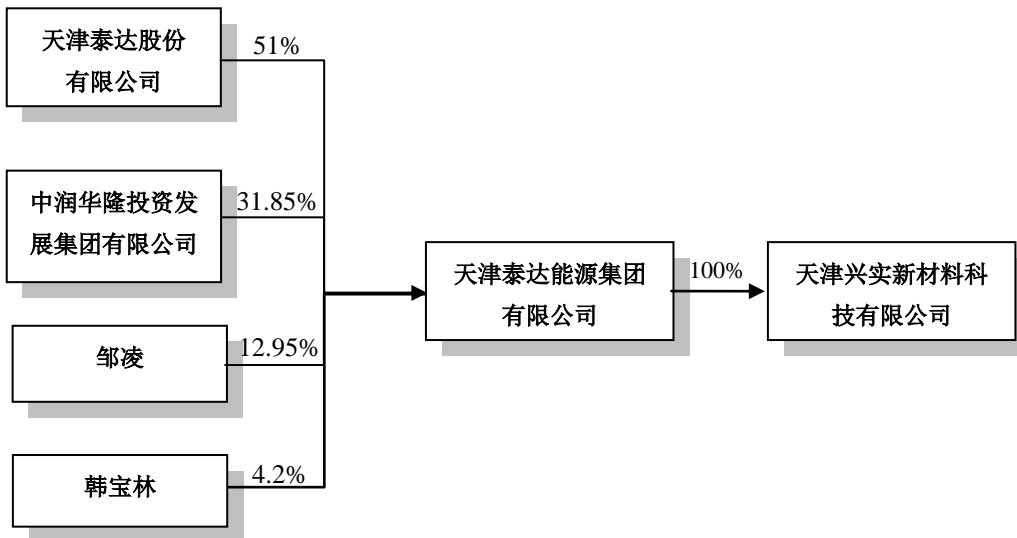 天津泰达股份
有限公司
51%
中润华隆投资发
展集团有限公司
31.85%
天津泰达能源集团
有限公司
100%
天津兴实新材料科
技有限公司
邹凌
12.95%
韩宝林
4.2%